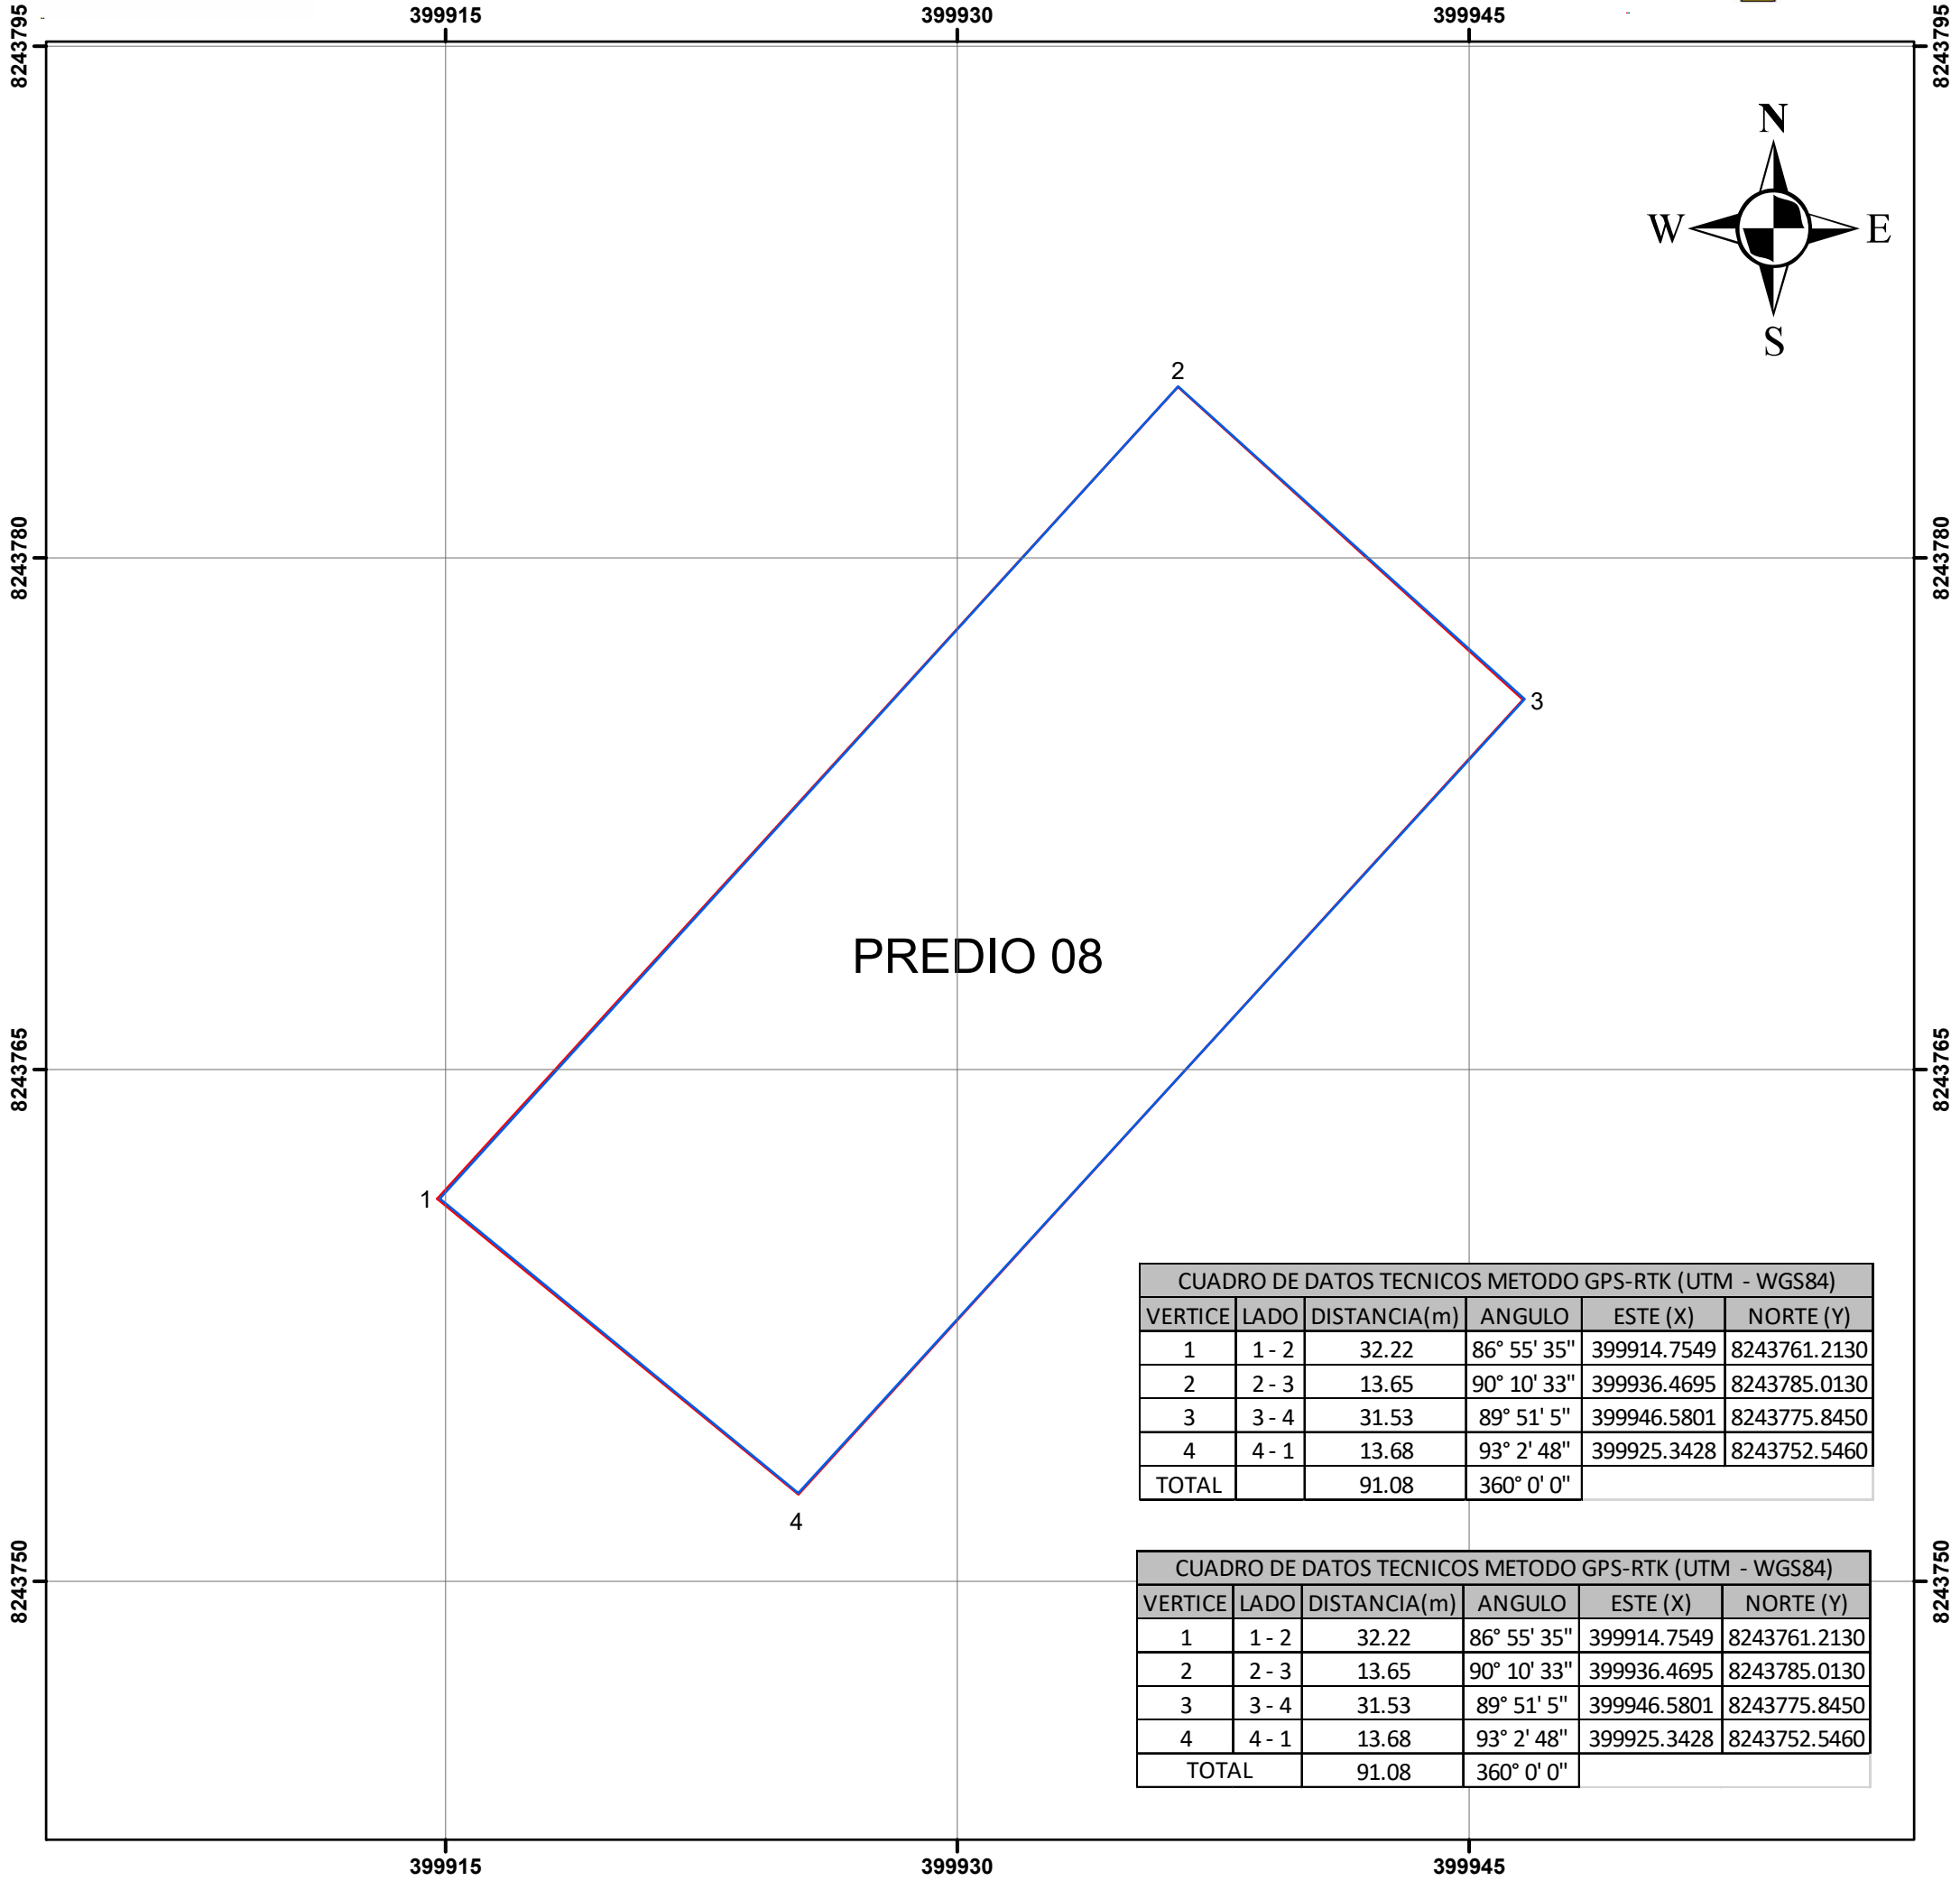 399915 399930 399945
8243795 8243795
N
W E
S
2
8243780 8243780
3
PREDIO 08
8243765 8243765
1
CUADRO DE DATOS TECNICOS METODO GPS-RTK (UTM - WGS84)
VERTICE LADO DISTANCIA(m) ANGULO ESTE (X) NORTE (Y)
1 1 - 2 32.22 86° 55' 35" 399914.7549 8243761.2130
2 2 - 3 13.65 90° 10' 33" 399936.4695 8243785.0130
3 3 - 4 31.53 89° 51' 5" 399946.5801 8243775.8450
4 4 - 1 13.68 93° 2' 48" 399925.3428 8243752.5460
TOTAL 91.08 360° 0' 0"
4
8243750 8243750
CUADRO DE DATOS TECNICOS METODO GPS-RTK (UTM - WGS84)
VERTICE LADO DISTANCIA(m) ANGULO ESTE (X) NORTE (Y)
1 1 - 2 32.22 86° 55' 35" 399914.7549 8243761.2130
2 2 - 3 13.65 90° 10' 33" 399936.4695 8243785.0130
3 3 - 4 31.53 89° 51' 5" 399946.5801 8243775.8450
4 4 - 1 13.68 93° 2' 48" 399925.3428 8243752.5460
TOTAL 91.08 360° 0' 0"
399915 399930 399945